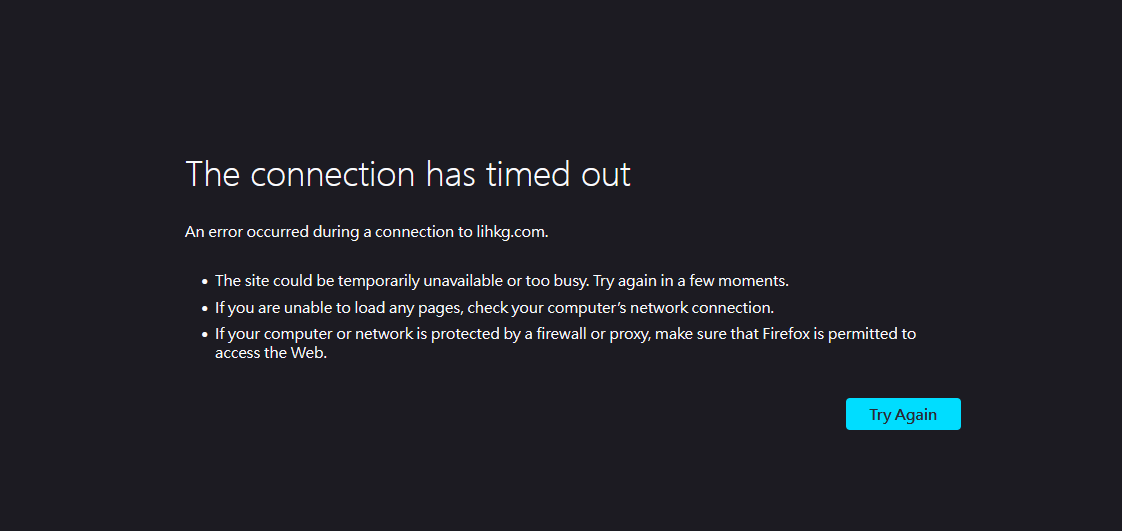 The connection has timed out
An error occurred during a connection to lihkg.com.
• The site could be temporarily unavailable or too busy. Try again in a few moments.
• If you are unable to load any pages, check your computer’s network connection.
• If your computer or network is protected by a firewall or proxy, make sure that Firefox is permitted to
access the Web.
Try Again